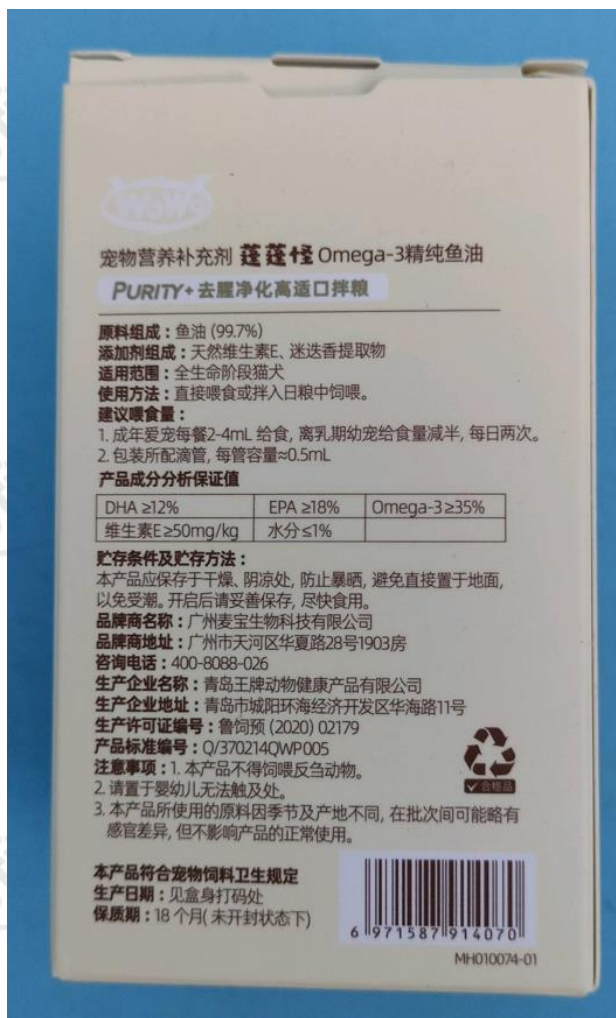 WOWO
宠物营养补充剂 蓬蓬怪 Omega-3精纯鱼油
PURITY+去腥净化高适口拌粮
原料组成：鱼油 (99.7%)
添加剂组成：天然维生素E、迷迭香提取物
适用范围：全生命阶段猫犬
使用方法：直接喂食或拌入日粮中饲喂。
建议喂食量：
1. 成年爱宠每餐2-4mL 给食, 离乳期幼宠给食量减半, 每日两次。
2. 包装所配滴管, 每管容量≈0.5mL
产品成分分析保证值
DHA ≥12% EPA ≥18% Omega-3≥35%
维生素E≥50mg/kg 水分≤1%
贮存条件及贮存方法：
本产品应保存于干燥、阴凉处, 防止暴晒, 避免直接置于地面,
以免受潮。开启后请妥善保存, 尽快食用。
品牌商名称：广州麦宝生物科技有限公司
品牌商地址：广州市天河区华夏路28号1903房
咨询电话：400-8088-026
生产企业名称：青岛王牌动物健康产品有限公司
生产企业地址：青岛市城阳环海经济开发区华海路11号
生产许可证编号：鲁饲预 (2020) 02179
产品标准编号：Q/370214QWP005
注意事项：1. 本产品不得饲喂反刍动物。
2. 请置于婴幼儿无法触及处。
合格品
3. 本产品所使用的原料因季节及产地不同, 在批次间可能略有
感官差异, 但不影响产品的正常使用。
本产品符合宠物饲料卫生规定
生产日期：见盒身打码处
保质期：18个月( 未开封状态下)
6 971587 914070
MH010074-01